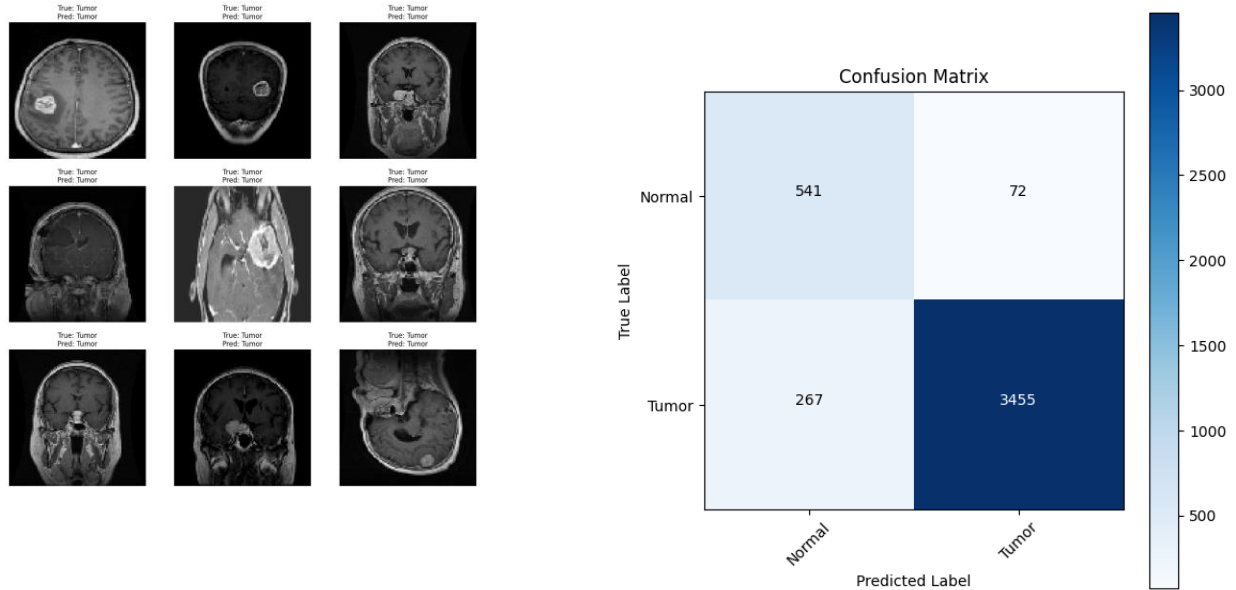 True: Tumor
Pred: Tumor
True: Tumor
Pred: Tumor
True: Tumor
Pred: Tumor
True: Tumor
Pred: Tumor
True: Tumor
Pred: Tumor
True: Tumor
Pred: Tumor
True: Tumor
Pred: Tumor
True: Tumor
Pred: Tumor
True: Tumor
Pred: Tumor
Confusion Matrix
True Label
Normal
Tumor
541
72
267
3455
Normal
Tumor
Predicted Label
3000
2500
2000
1500
1000
500